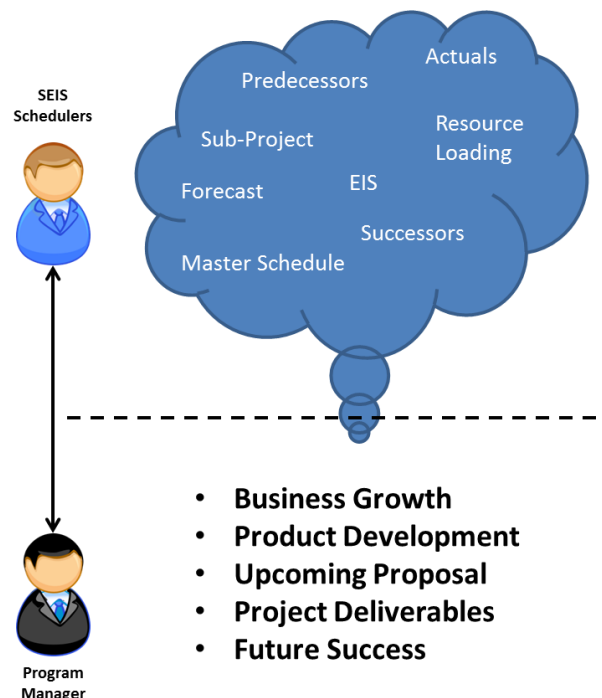 SEIS
Schedulers
Actuals
Predecessors
Resource
Loading
Sub-Project
Forecast
EIS
Successors
Master Schedule
• Business Growth
• Product Development
• Upcoming Proposal
• Project Deliverables
• Future Success
Program
Manager